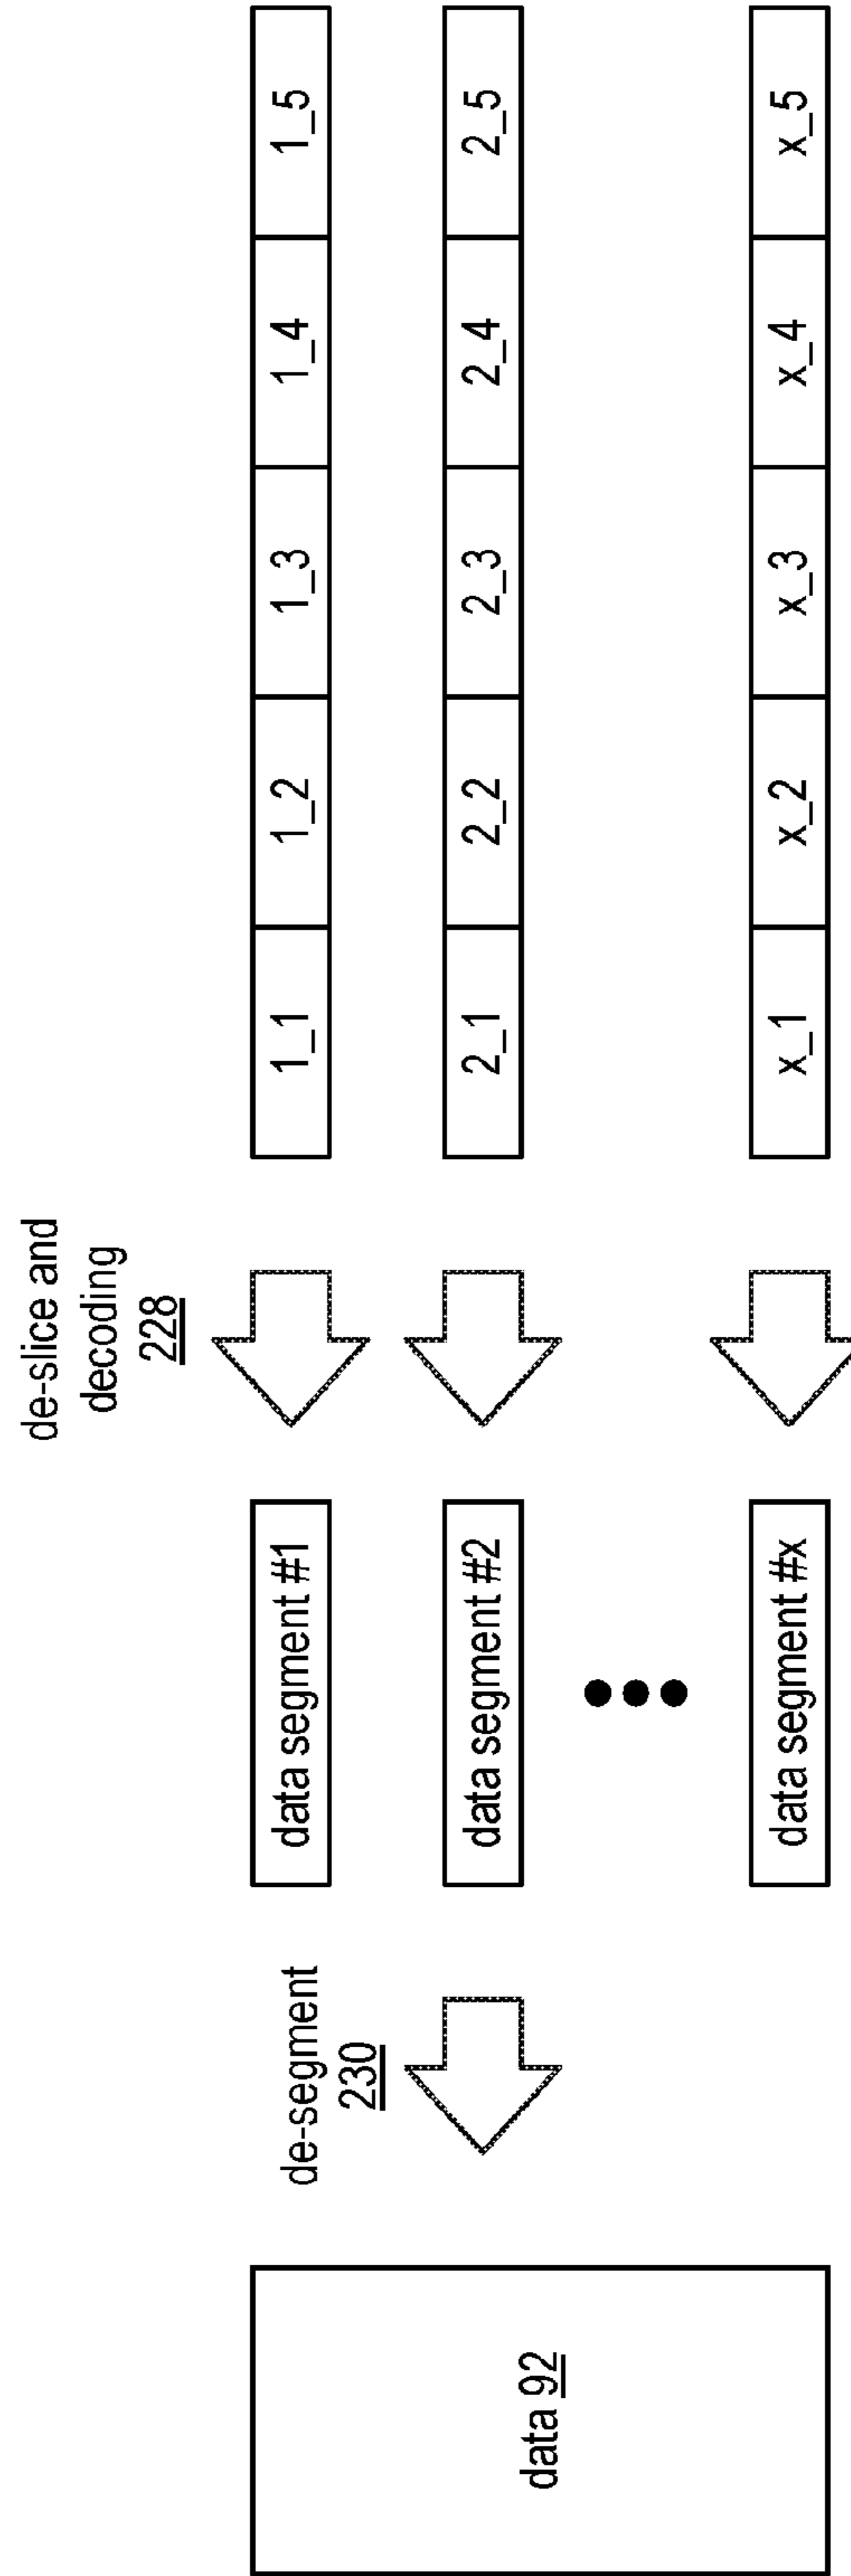 de-slice and
decoding
228
de-segment
230
data 92
data segment #1
1_1
1_2
1_3
1_4
1_5
data segment #2
2_1
2_2
2_3
2_4
2_5
data segment #x
x_1
x_2
x_3
x_4
x_5